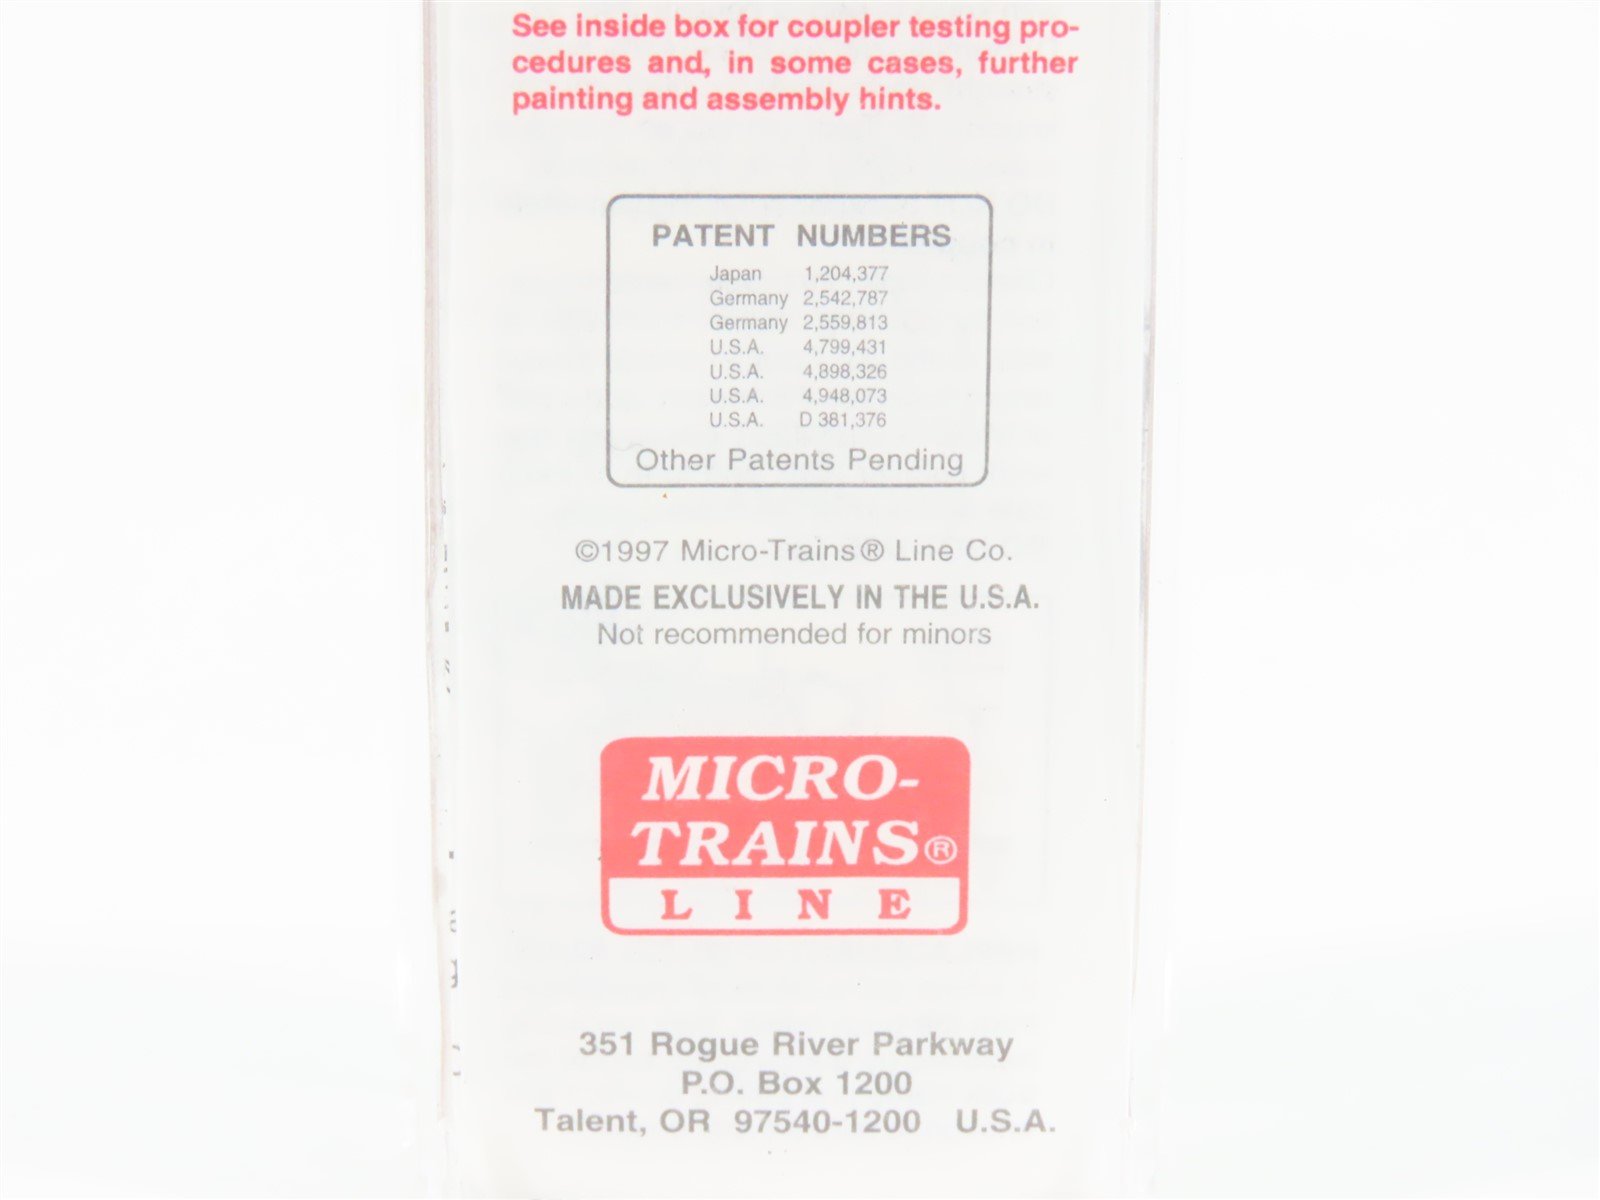 See inside box for coupler testing pro-
cedures and, in some cases, further
painting and assembly hints.
PATENT NUMBERS
Japan 1,204,377
Germany 2,542,787
Germany 2,559,813
U.S.A. 4,799,431
U.S.A. 4,898,326
U.S.A. 4,948,073
U.S.A. D 381,376
Other Patents Pending
©1997 Micro-Trains® Line Co.
MADE EXCLUSIVELY IN THE U.S.A.
Not recommended for minors
MICRO-
TRAINS®
LINE
351 Rogue River Parkway
P.O. Box 1200
Talent, OR 97540-1200 U.S.A.